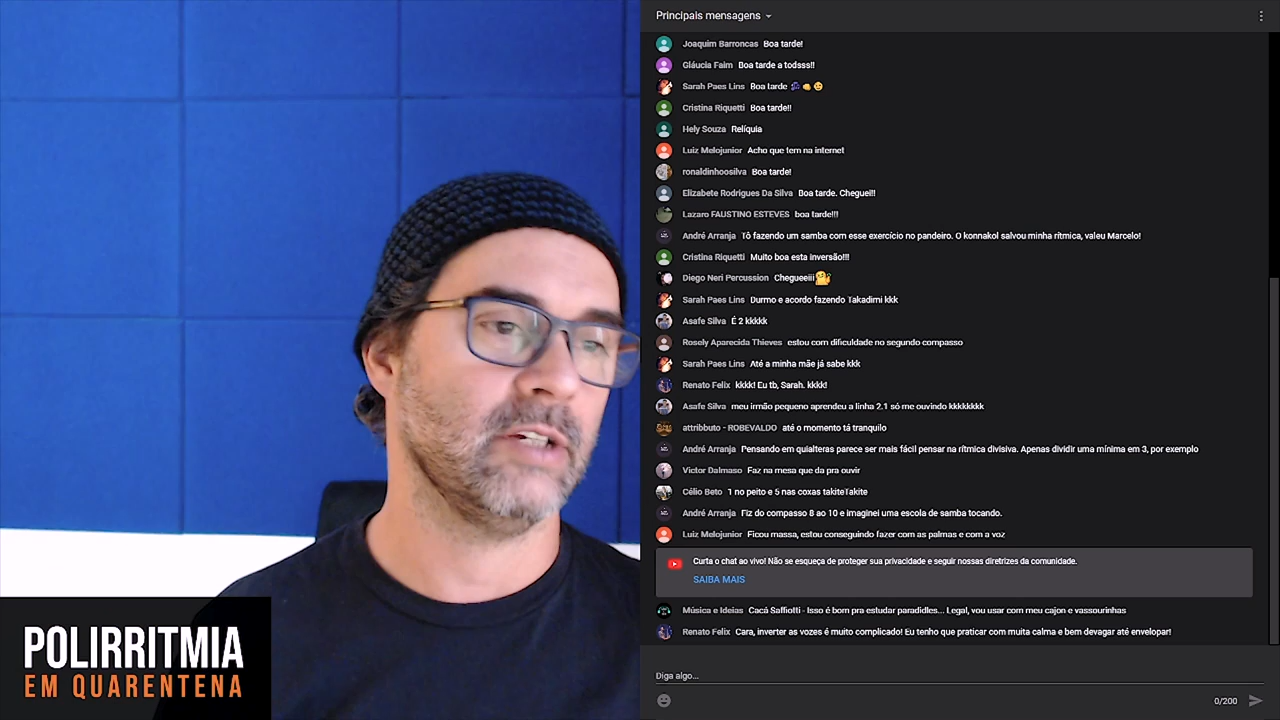 Principais mensagens
Joaquim Barroncas Boa tarde!
Gláucia Faim Boa tarde a todsss!!
Sarah Paes Lins Boa tarde 🎶👊😉
Cristina Riquetti Boa tarde!!
Hely Souza Relíquia
Luiz Melojunior Acho que tem na internet
ronaldinhoosilva Boa tarde!
Elizabete Rodrigues Da Silva Boa tarde. Cheguei!!
Lazaro FAUSTINO ESTEVES boa tarde!!!
André Arranja Tô fazendo um samba com esse exercício no pandeiro. O konnakol salvou minha rítmica, valeu Marcelo!
Cristina Riquetti Muito boa esta inversão!!!
Diego Neri Percussion Chegueeiii
Sarah Paes Lins Durmo e acordo fazendo Takadimi kkk
Asafe Silva É 2 kkkkk
Rosely Aparecida Thieves estou com dificuldade no segundo compasso
Sarah Paes Lins Até a minha mãe já sabe kkk
Renato Felix kkkk! Eu tb, Sarah. kkkk!
Asafe Silva meu irmão pequeno aprendeu a linha 2.1 só me ouvindo kkkkkkkk
attribbuto - ROBEVALDO até o momento tá tranquilo
André Arranja Pensando em quialteras parece ser mais fácil pensar na rítmica divisiva. Apenas dividir uma mínima em 3, por exemplo
Victor Dalmaso Faz na mesa que da pra ouvir
Célio Beto 1 no peito e 5 nas coxas takiteTakite
André Arranja Fiz do compasso 8 ao 10 e imaginei uma escola de samba tocando.
Luiz Melojunior Ficou massa, estou conseguindo fazer com as palmas e com a voz
Curta o chat ao vivo! Não se esqueça de proteger sua privacidade e seguir nossas diretrizes da comunidade.
SAIBA MAIS
Música e Ideias Cacá Saffiotti - Isso é bom pra estudar paradidles... Legal, vou usar com meu cajon e vassourinhas
Renato Felix Cara, inverter as vozes é muito complicado! Eu tenho que praticar com muita calma e bem devagar até envelopar!
Diga algo...
0/200
POLIRRITMIA
EM QUARENTENA